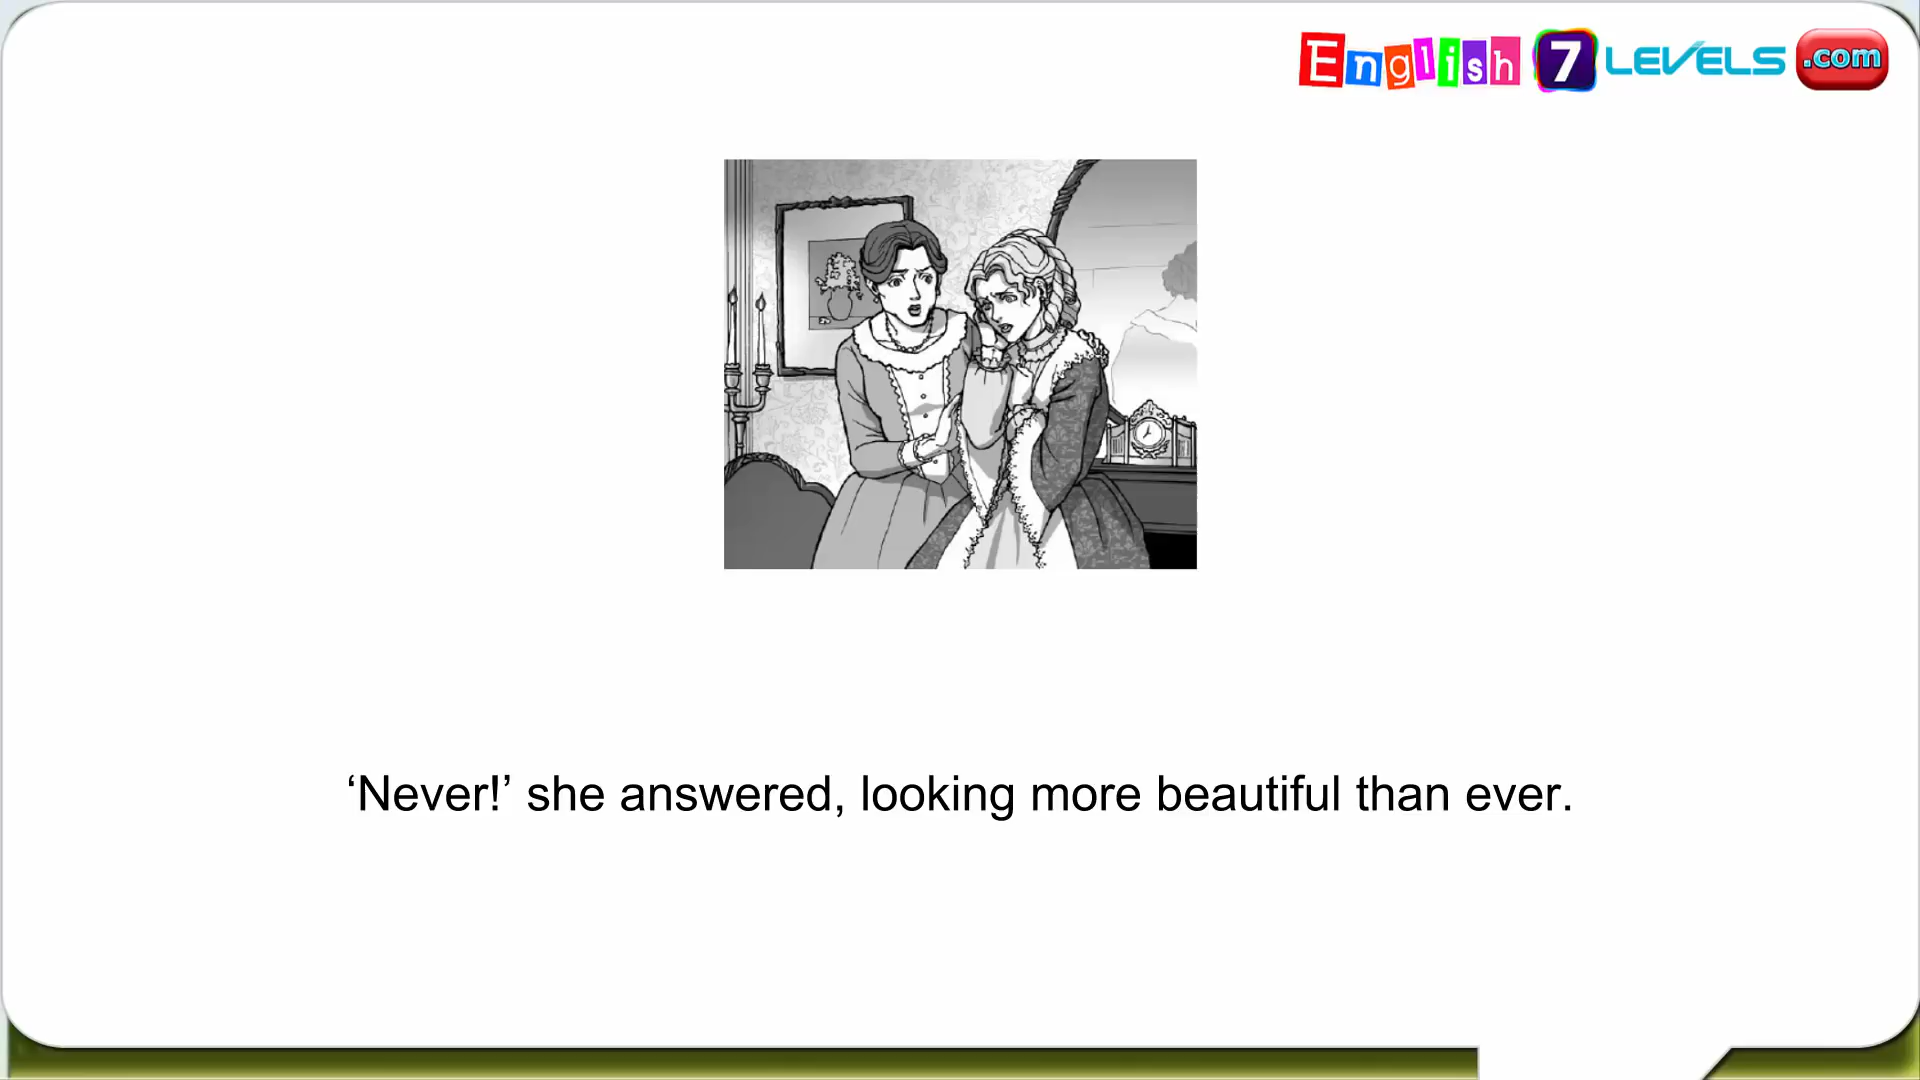 English 7 LEVELS .com
‘Never!’ she answered, looking more beautiful than ever.